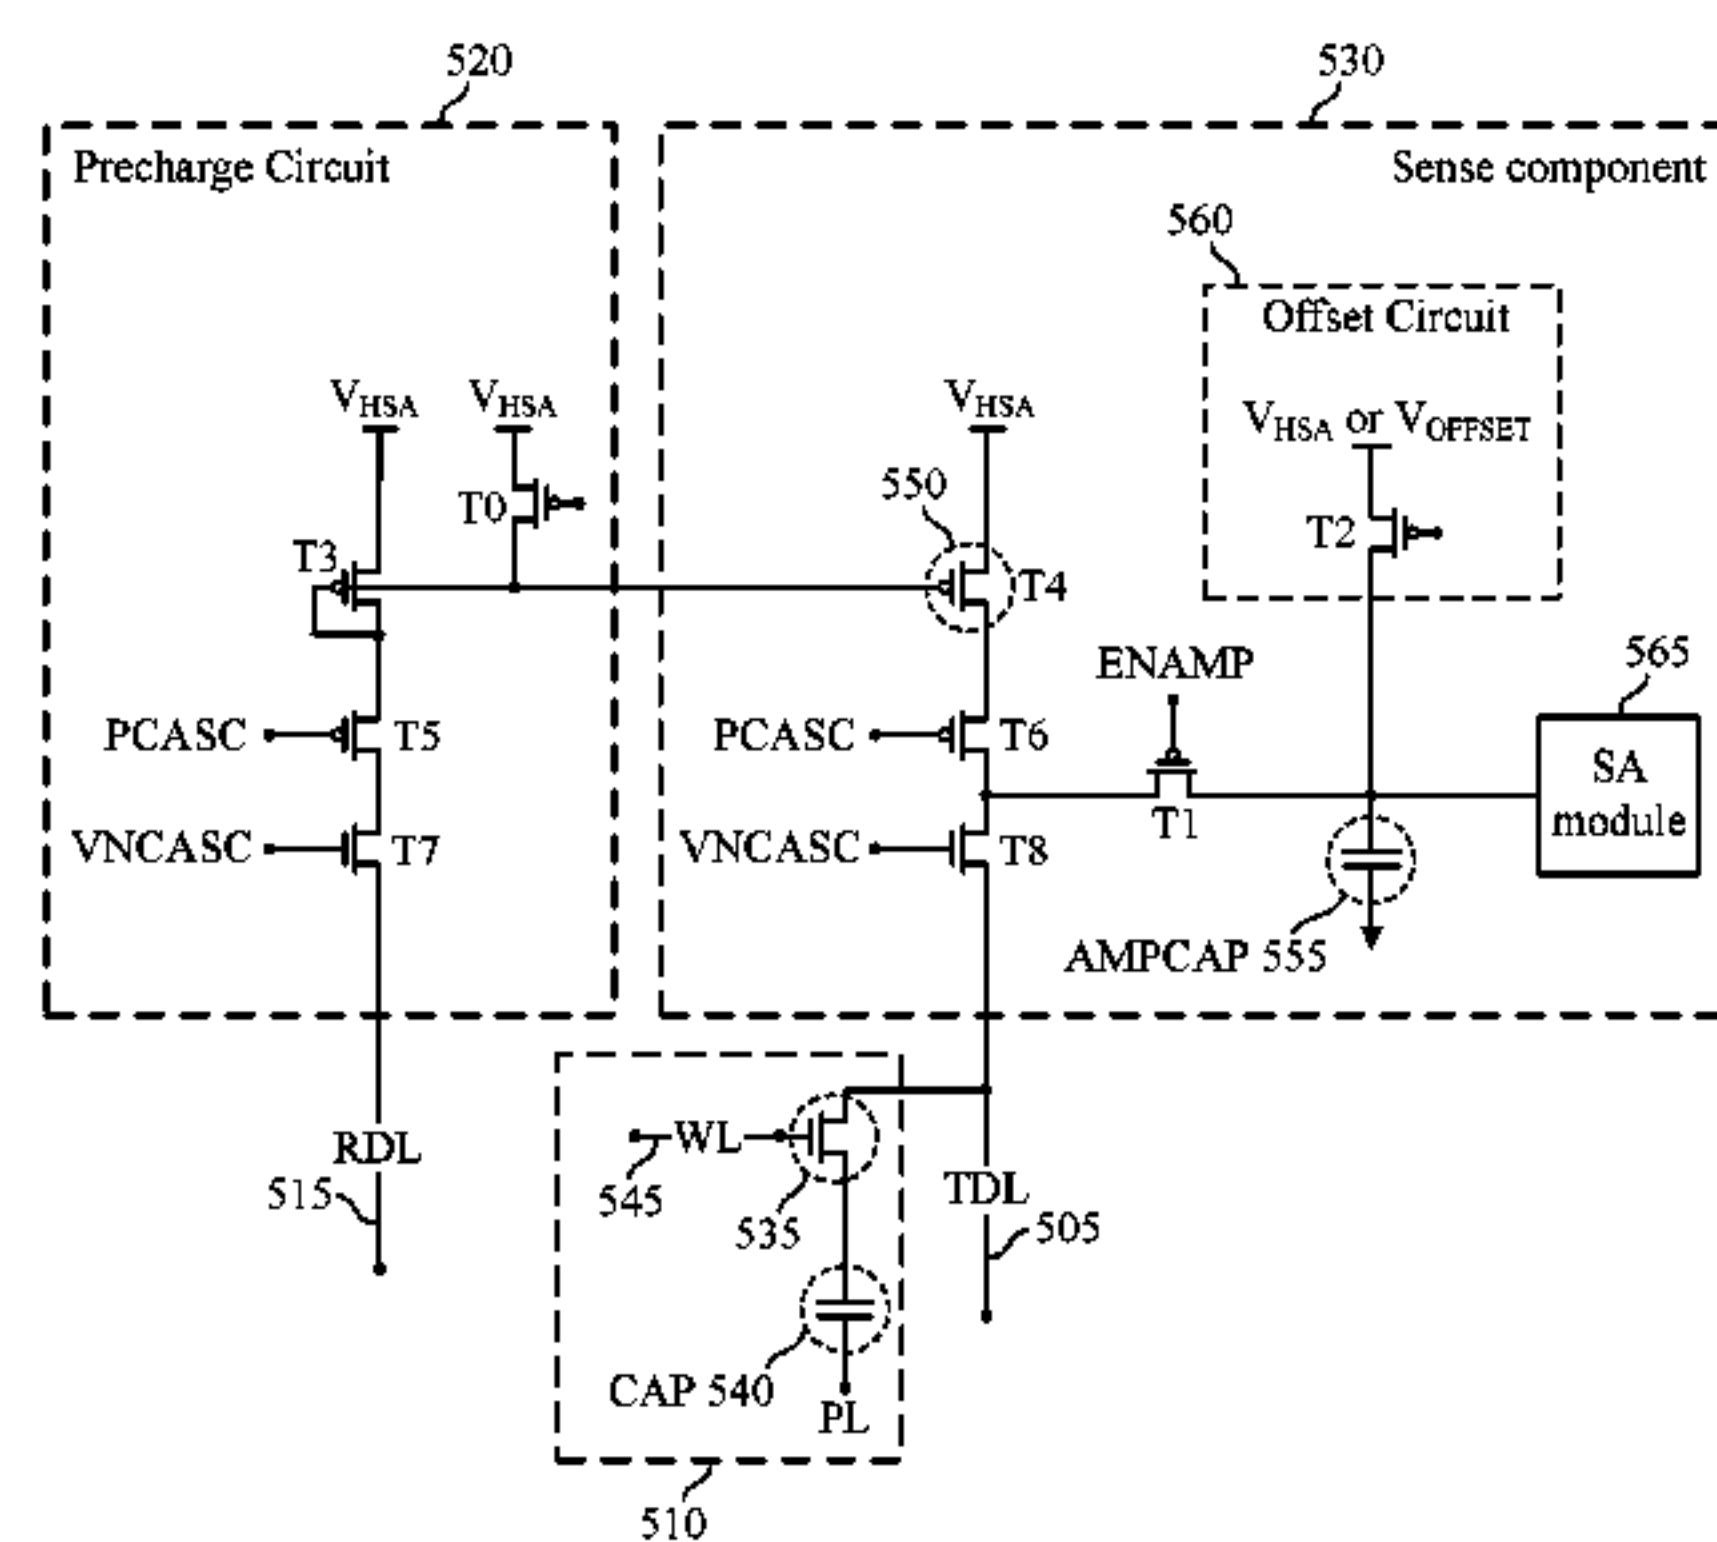 520
530
Precharge Circuit
Sense component
560
Offset Circuit
VHSA
VHSA
VHSA
VHSA or VOFFSET
550
T0
T2
T3
T4
ENAMP
565
PCASC
T5
PCASC
T6
SA
module
T1
VNCASC
T7
VNCASC
T8
AMPCAP 555
RDL
WL
515
545
535
TDL
505
CAP 540
PL
510